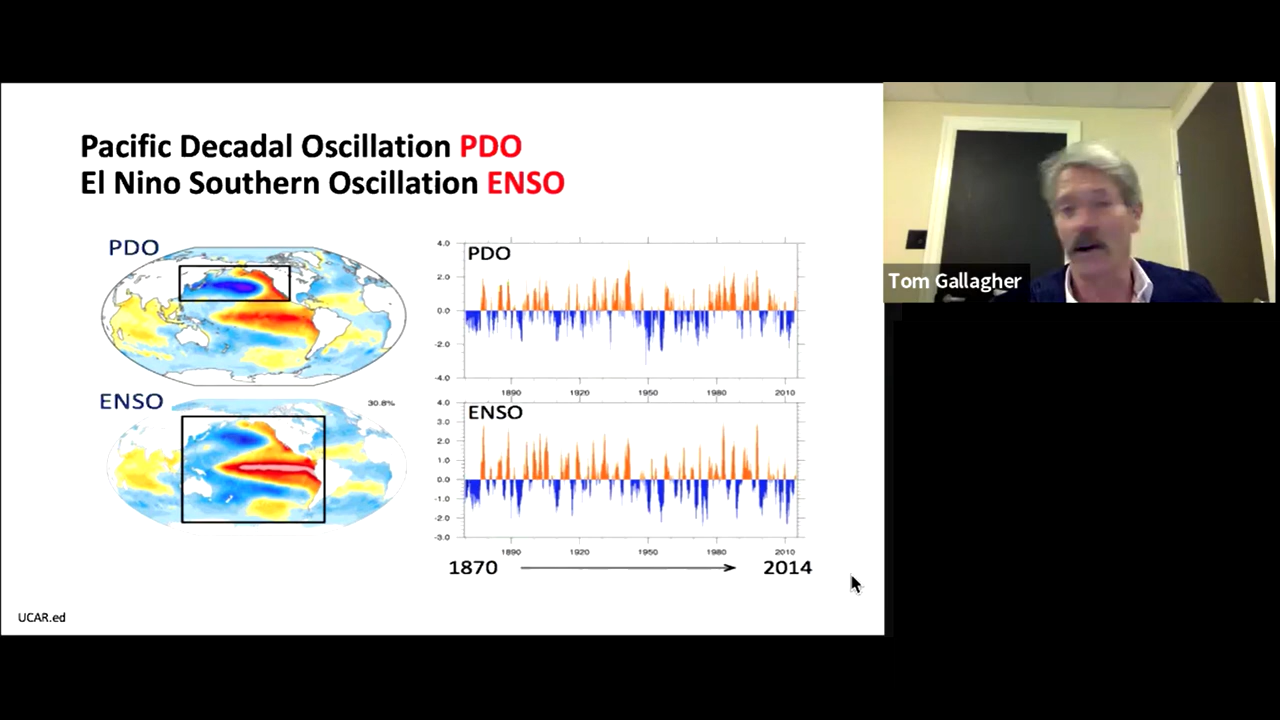 Pacific Decadal Oscillation PDO
El Nino Southern Oscillation ENSO
PDO
ENSO
30.8%
PDO
4.0
2.0
0.0
-2.0
-4.0
1890 1920 1950 1980 2010
ENSO
4.0
3.0
2.0
1.0
0.0
-1.0
-2.0
-3.0
1890 1920 1950 1980 2010
1870 2014
UCAR.ed
Tom Gallagher